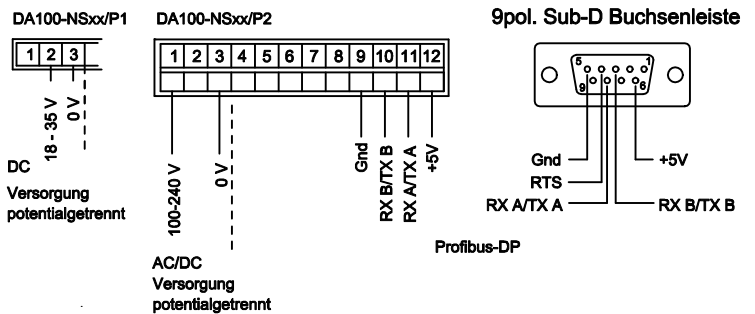 DA100-NSxx/P1
DA100-NSxx/P2
9pol. Sub-D Buchsenleiste
1 2 3
1 2 3 4 5 6 7 8 9 10 11 12
5 1
9 6
18 - 35 V
0 V
DC
Versorgung
potentialgetrennt
100-240 V
0 V
AC/DC
Versorgung
potentialgetrennt
Gnd
RX B/TX B
RX A/TX A
+5V
Gnd
+5V
RTS
RX A/TX A
RX B/TX B
Profibus-DP